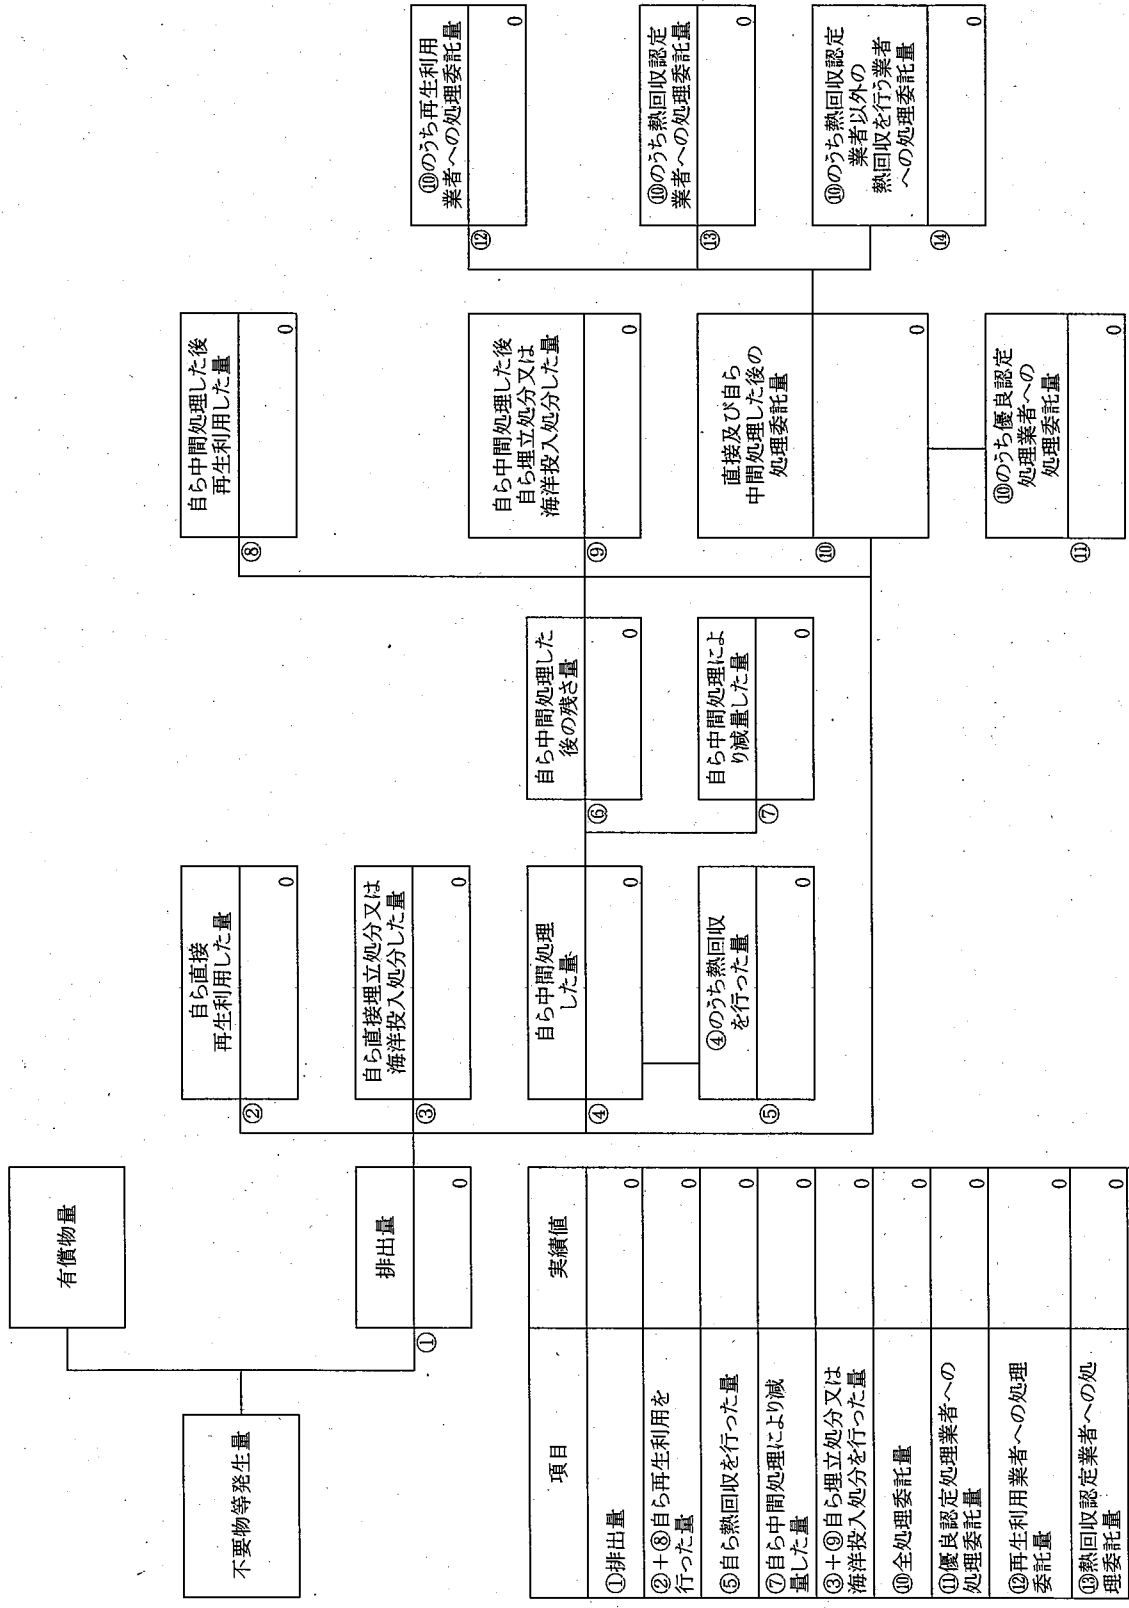 不要物等発生量
有償物量
排出量
①
0
自ら直接
再生利用した量
②
0
自ら直接埋立処分又は
海洋投入処分した量
③
0
自ら中間処理
した量
④
0
④のうち熱回収
を行った量
⑤
0
自ら中間処理した
後の残さ量
⑥
0
自ら中間処理によ
り減量した量
⑦
0
自ら中間処理した後
再生利用した量
⑧
0
自ら中間処理した後
自ら埋立処分又は
海洋投入処分した量
⑨
0
直接及び自ら
中間処理した後の
処理委託量
⑩
0
⑩のうち優良認定
処理業者への
処理委託量
⑪
0
⑩のうち再生利用
業者への処理委託量
⑫
0
⑩のうち熱回収認定
業者への処理委託量
⑬
0
⑩のうち熱回収認定
業者以外の
熱回収を行う業者
への処理委託量
⑭
0
項目 実績値
①排出量 0
②+⑧自ら再生利用を
行った量 0
⑤自ら熱回収を行った量 0
⑦自ら中間処理により減
量した量 0
③+⑨自ら埋立処分又は
海洋投入処分を行った量 0
⑩全処理委託量 0
⑪優良認定処理業者への
処理委託量 0
⑫再生利用業者への処理
委託量 0
⑬熱回収認定業者への処
理委託量 0